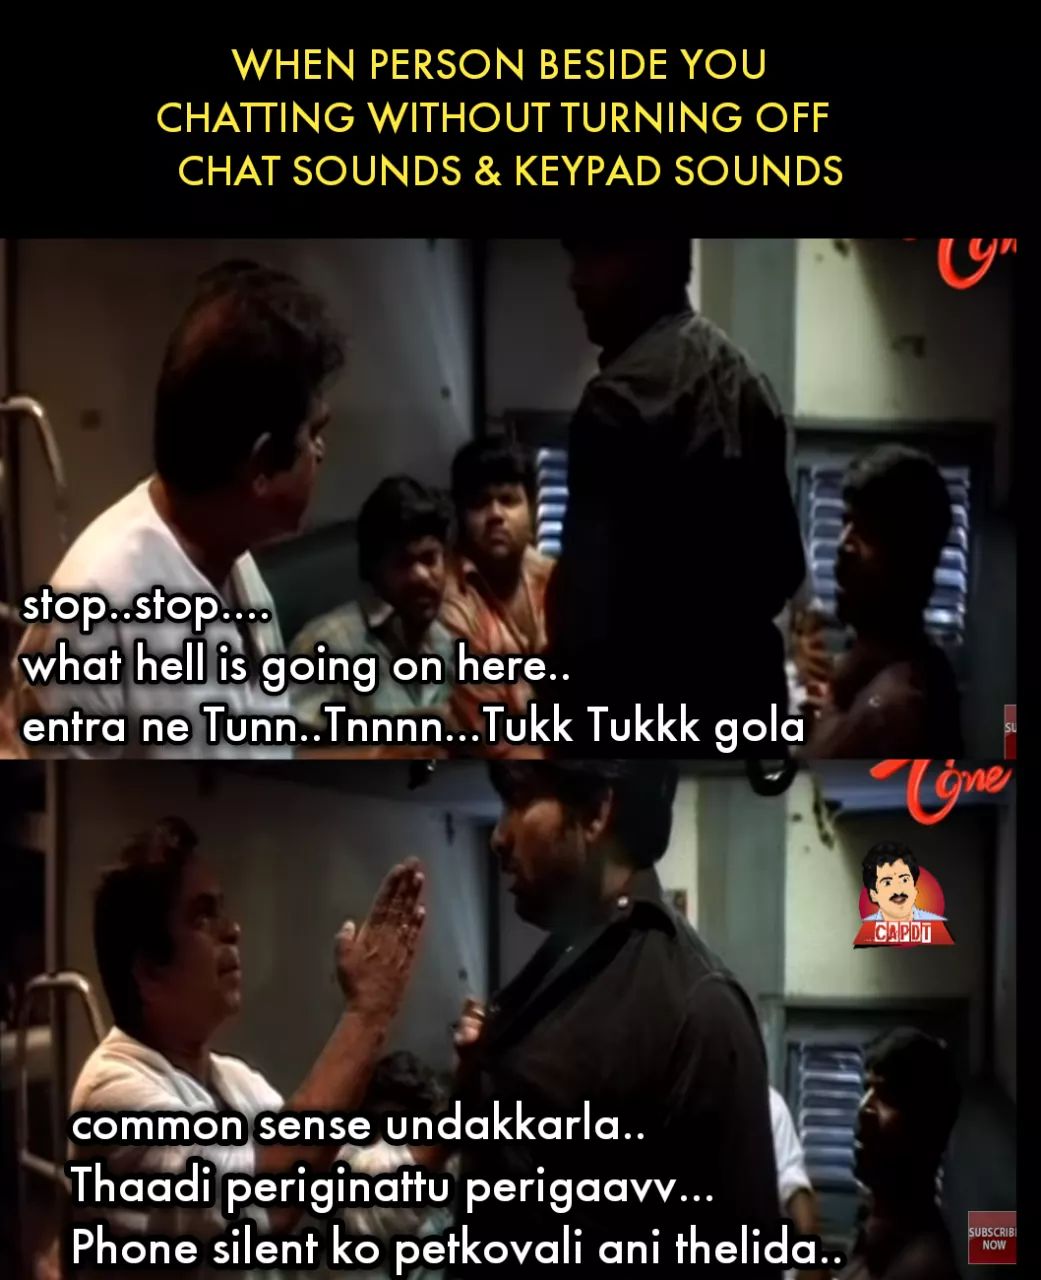 WHEN PERSON BESIDE YOU
CHATTING WITHOUT TURNING OFF
CHAT SOUNDS & KEYPAD SOUNDS
stop..stop....
what hell is going on here..
entra ne Tunn..Tnnnn...Tukk Tukkk gola
One
CAPDT
common sense undakkarla..
Thaadi periginattu perigaavv...
Phone silent ko petkovali ani thelida..
SUBSCRIBE
NOW